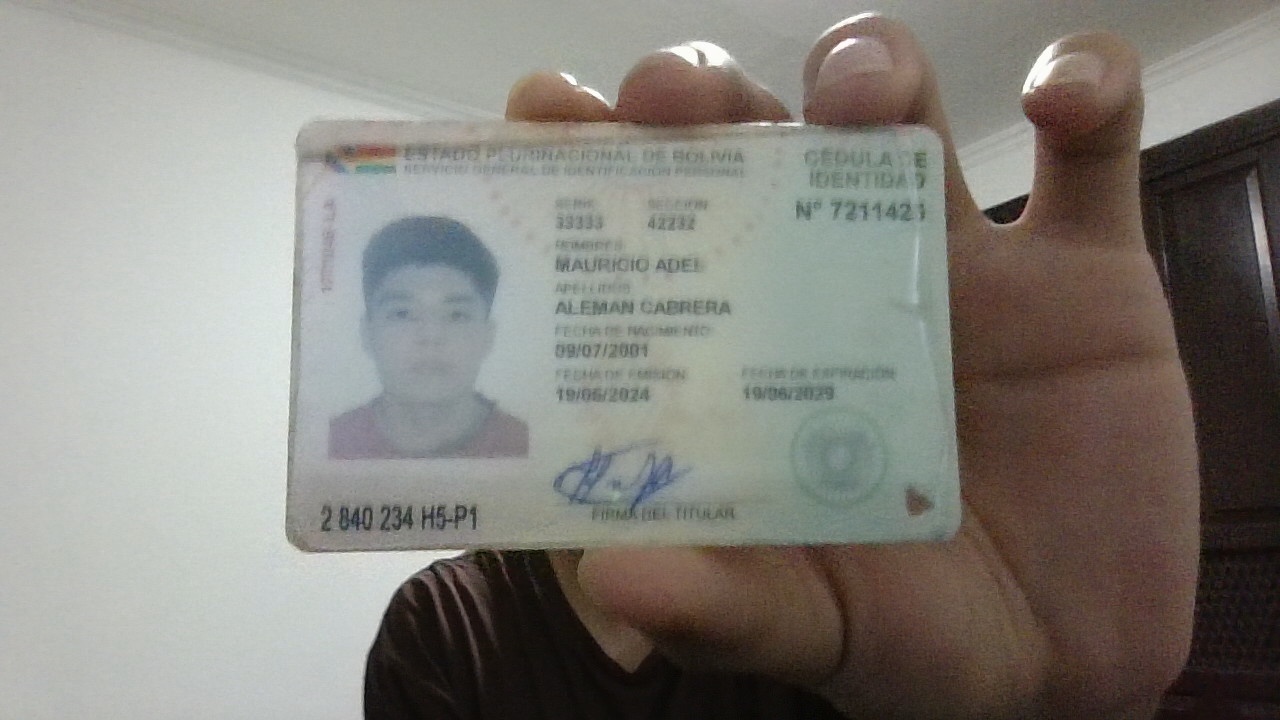 ESTADO PLURINACIONAL DE BOLIVIA
SERVICIO GENERAL DE IDENTIFICACIÓN PERSONAL
CÉDULA DE
IDENTIDAD
N° 7211421
SERIE SECCIÓN
33333 42232
NOMBRES
MAURICIO ADEL
APELLIDOS
ALEMAN CABRERA
FECHA DE NACIMIENTO
09/07/2001
FECHA DE EMISIÓN FECHA DE EXPIRACIÓN
19/06/2024 19/06/2029
FIRMA DEL TITULAR
2 840 234 H5-P1